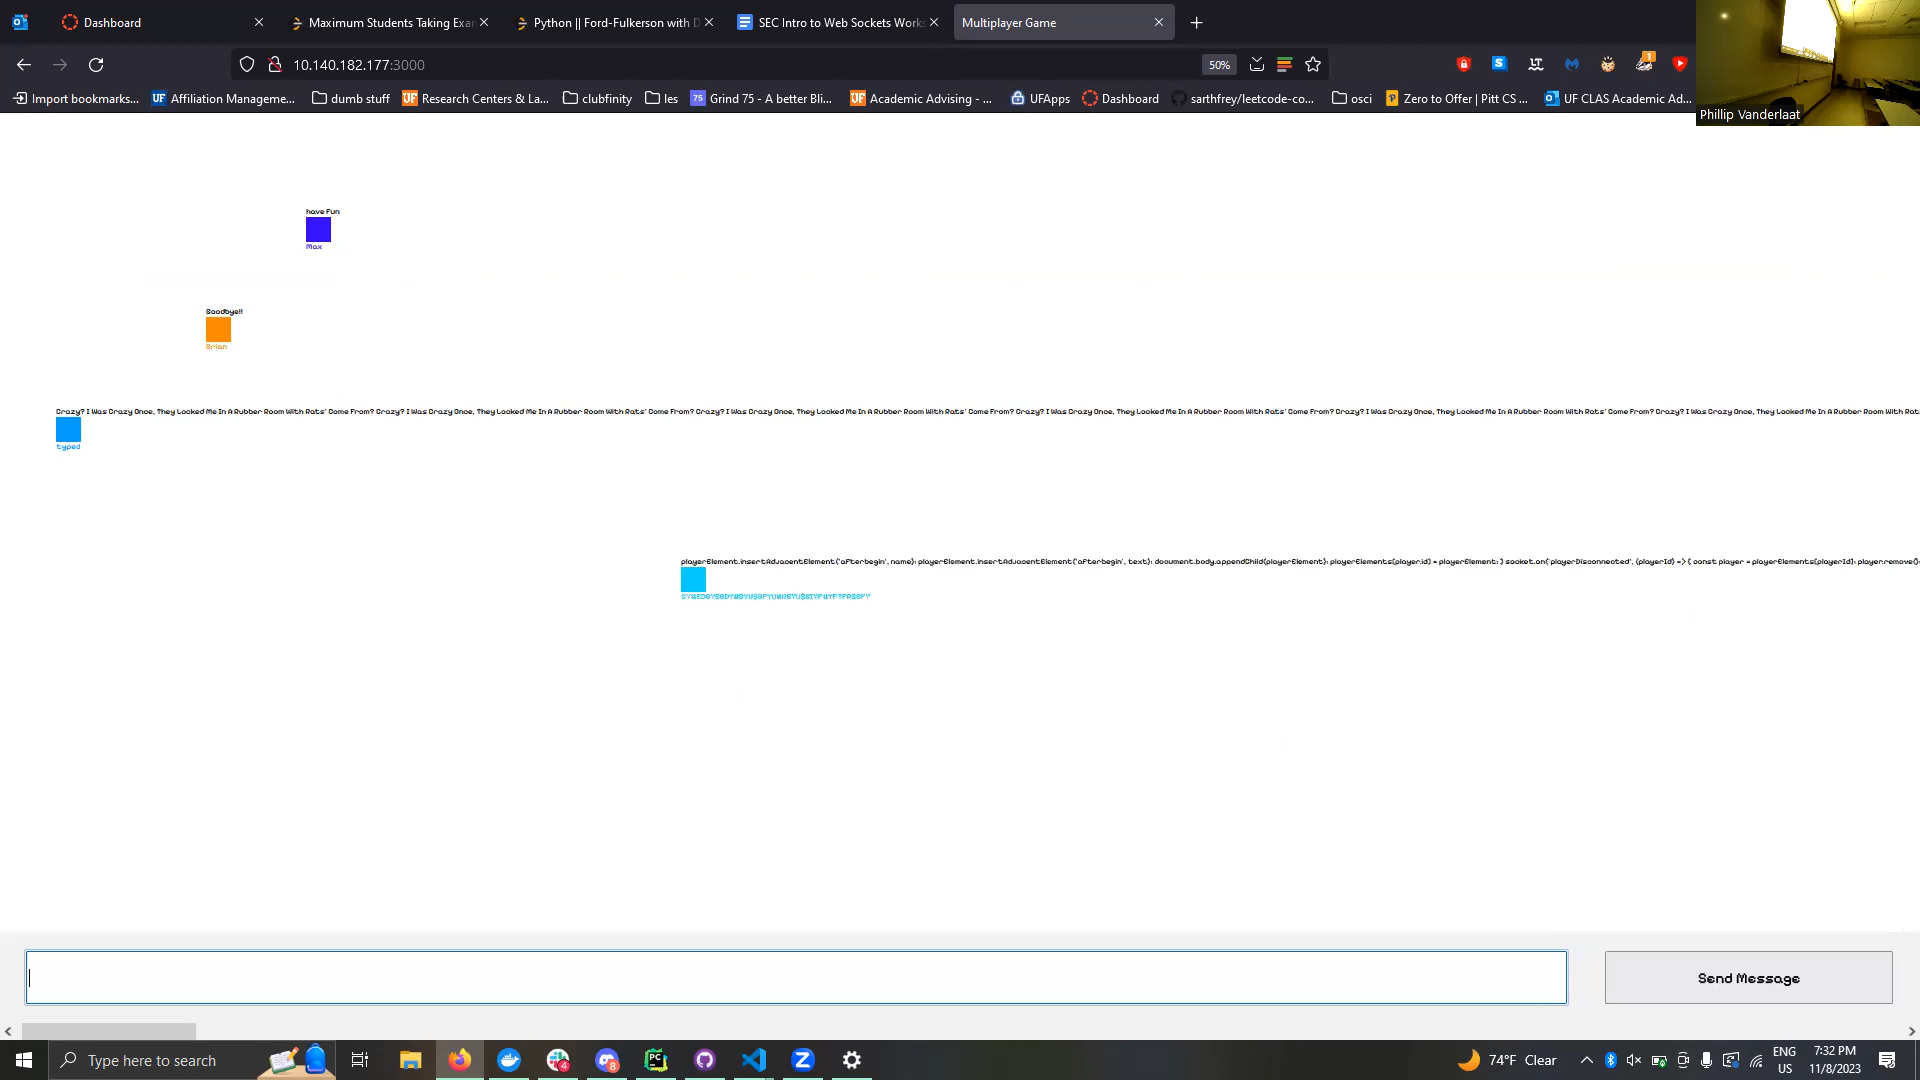 Dashboard
Maximum Students Taking Exa
Python || Ford-Fulkerson with D
SEC Intro to Web Sockets Works
Multiplayer Game
10.140.182.177:3000
50%
1
Import bookmarks...
UF Affiliation Manageme...
dumb stuff
UF Research Centers & La...
clubfinity
les
75 Grind 75 - A better Bli...
UF Academic Advising - ...
UFApps
Dashboard
sarthfrey/leetcode-co...
osci
Zero to Offer | Pitt CS ...
UF CLAS Academic Ad...
Phillip Vanderlaat
have fun
Max
Goodbye!!
Brian
Crazy? I Was Crazy Once, They Locked Me In A Rubber Room With Rats' Come From? Crazy? I Was Crazy Once, They Locked Me In A Rubber Room With Rats' Come From? Crazy? I Was Crazy Once, They Locked Me In A Rubber Room With Rats' Come From? Crazy? I Was Crazy Once, They Locked Me In A Rubber Room With Rats' Come From? Crazy? I Was Crazy Once, They Locked Me In A Rubber Room With Rats' Come From? Crazy? I Was Crazy Once, They Locked Me In A Rubber Room With Rat
typed
playerElement.insertAdjacentElement('afterbegin', name); playerElement.insertAdjacentElement('afterbegin', text); document.body.appendChild(playerElement); playerElements[player.id] = playerElement; } socket.on('playerDisconnected', (playerId) => { const player = playerElements[playerId]; player.remove();
Send Message
Type here to search
4
8
74°F Clear
ENG
US
7:32 PM
11/8/2023